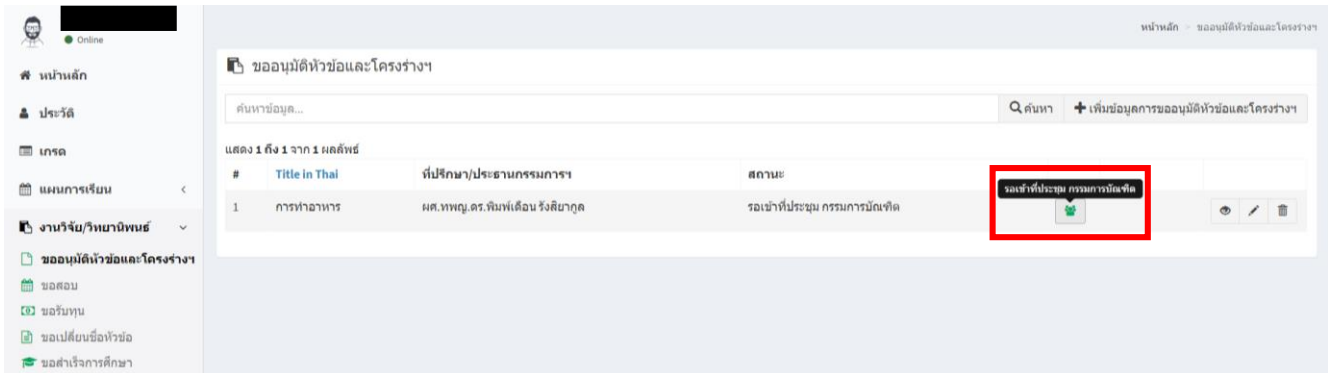 Online
หน้าหลัก > ขออนุมัติหัวข้อและโครงร่างฯ
หน้าหลัก
ประวัติ
เกรด
แผนการเรียน
งานวิจัย/วิทยานิพนธ์
ขออนุมัติหัวข้อและโครงร่างฯ
ขอสอบ
ขอรับทุน
ขอเปลี่ยนชื่อหัวข้อ
ขอสำเร็จการศึกษา
ขออนุมัติหัวข้อและโครงร่างฯ
ค้นหาข้อมูล... ค้นหา เพิ่มข้อมูลการขออนุมัติหัวข้อและโครงร่างฯ
แสดง 1 ถึง 1 จาก 1 ผลลัพธ์
# Title in Thai ที่ปรึกษา/ประธานกรรมการฯ สถานะ
รอเข้าที่ประชุม กรรมการบัณฑิต
1 การทำอาหาร ผศ.ทพญ.ดร.พิมพ์เดือน รังสิยากูล รอเข้าที่ประชุม กรรมการบัณฑิต